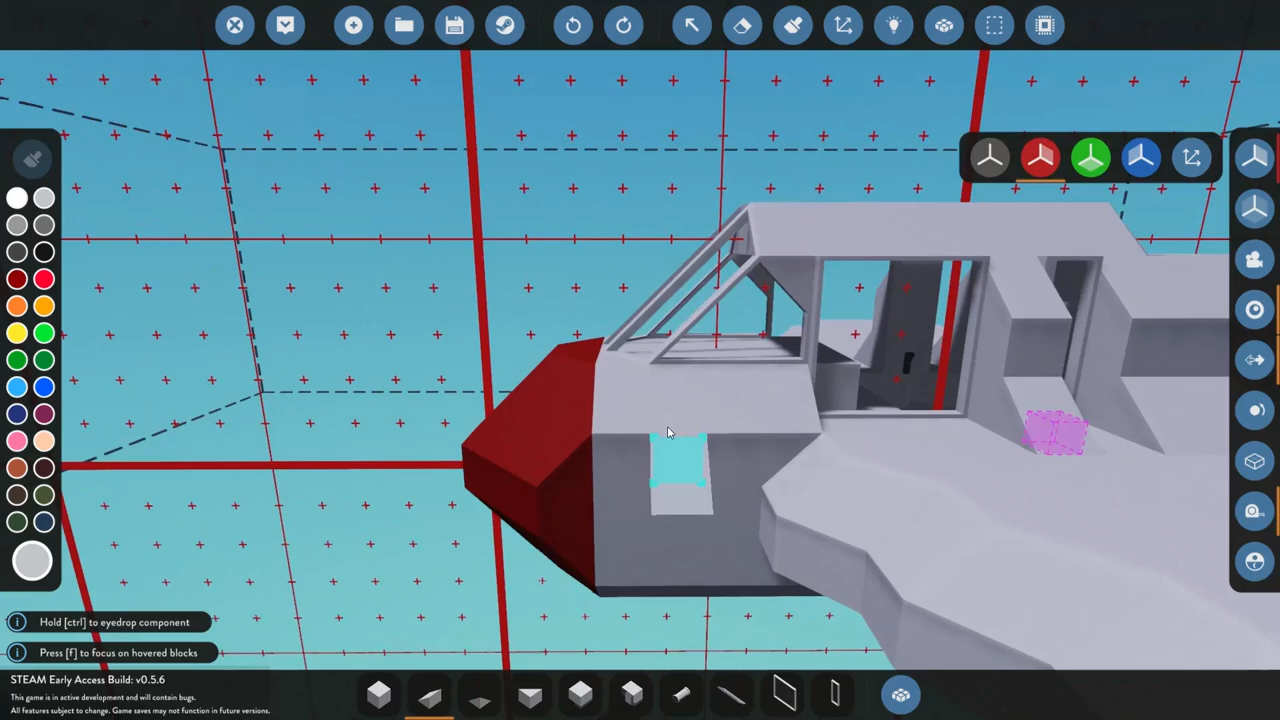 Hold [ctrl] to eyedrop component
Press [f] to focus on hovered blocks
STEAM Early Access Build: v0.5.6
This game is in active development and will contain bugs.
All features subject to change. Game saves may not function in future versions.